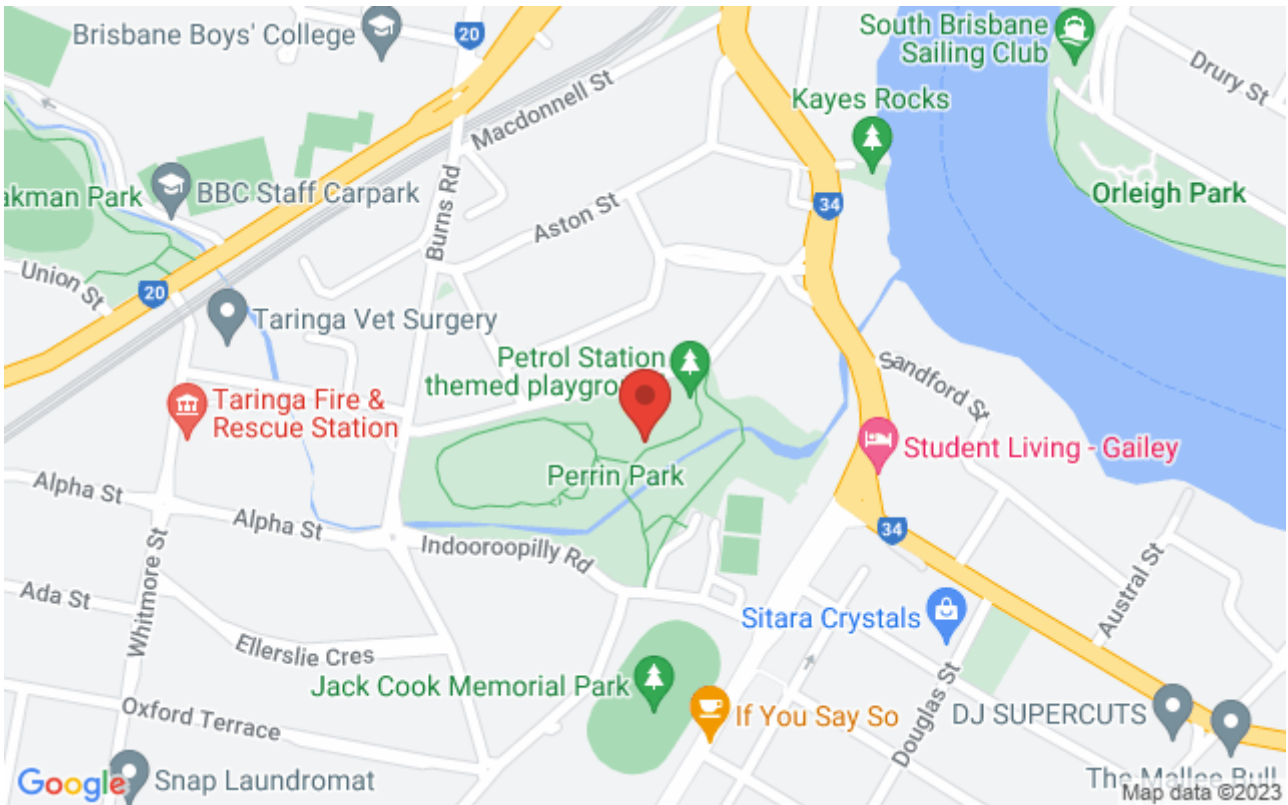 Brisbane Boys'
College
20
South Brisbane
Sailing Club
Drury St
Macdonnell St
Kayes Rocks
akman Park
BBC Staff Carpark
Burns Rd
Aston St
34
Orleigh Park
Union St
20
Taringa Vet Surgery
Petrol Station
themed playgro
Sandford St
Taringa Fire &
Rescue Station
Student Living - Gailey
Perrin Park
Alpha St
Alpha St
34
Indooroopilly Rd
Whitmore St
Austral St
Ada St
Sitara Crystals
Ellerslie Cres
Jack Cook Memorial Park
Douglas St
If You Say So
DJ SUPERCUTS
Oxford Terrace
Google
Snap Laundromat
The Mallee Bull
Map data ©2023